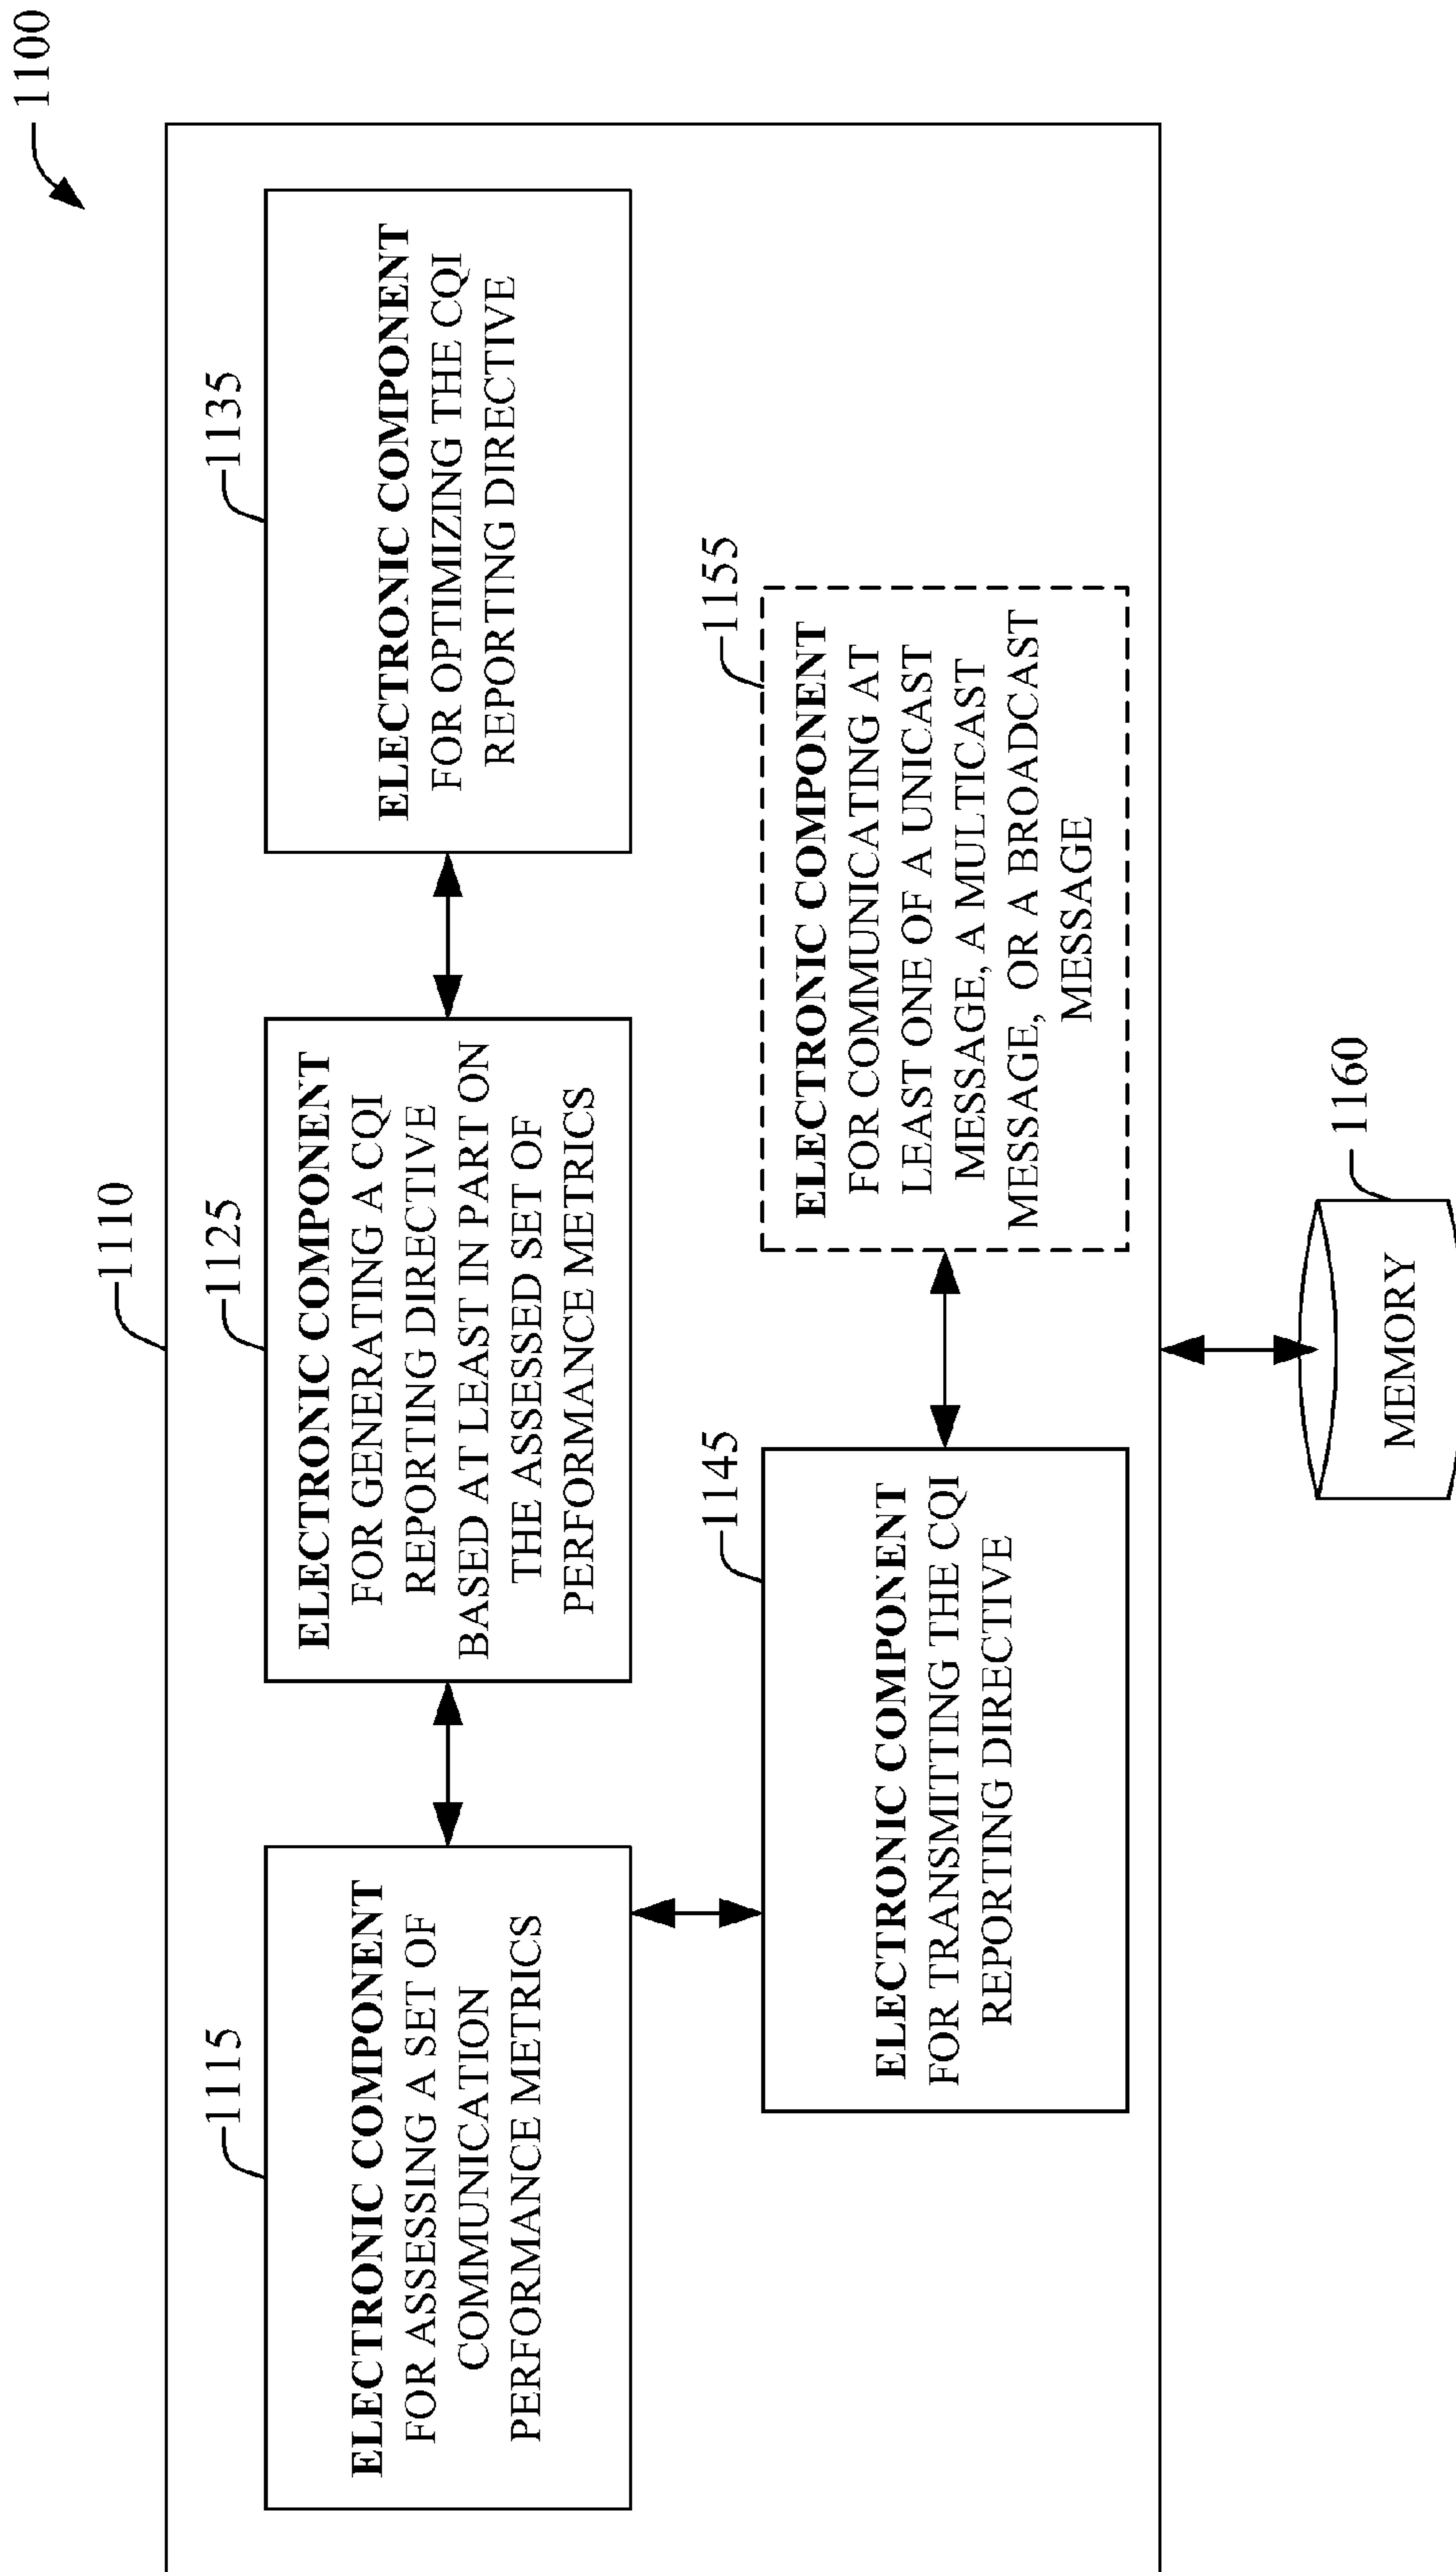 1100
1110
1115
ELECTRONIC COMPONENT
FOR ASSESSING A SET OF
COMMUNICATION
PERFORMANCE METRICS
1125
ELECTRONIC COMPONENT
FOR GENERATING A CQI
REPORTING DIRECTIVE
BASED AT LEAST IN PART ON
THE ASSESSED SET OF
PERFORMANCE METRICS
1135
ELECTRONIC COMPONENT
FOR OPTIMIZING THE CQI
REPORTING DIRECTIVE
1145
ELECTRONIC COMPONENT
FOR TRANSMITTING THE CQI
REPORTING DIRECTIVE
1155
ELECTRONIC COMPONENT
FOR COMMUNICATING AT
LEAST ONE OF A UNICAST
MESSAGE, A MULTICAST
MESSAGE, OR A BROADCAST
MESSAGE
1160
MEMORY